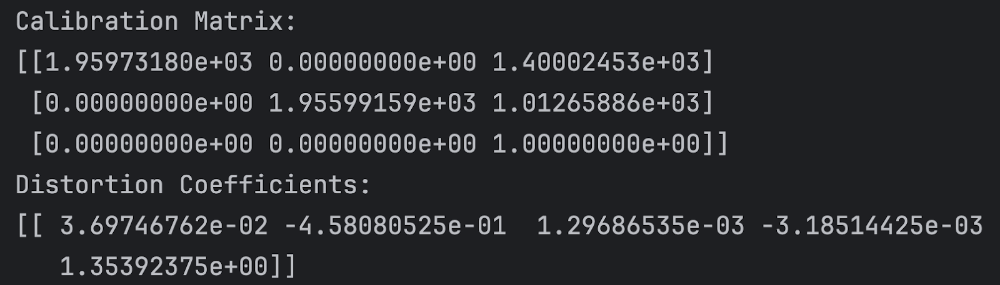 Calibration Matrix:
[[1.95973180e+03 0.00000000e+00 1.40002453e+03]
 [0.00000000e+00 1.95599159e+03 1.01265886e+03]
 [0.00000000e+00 0.00000000e+00 1.00000000e+00]]
Distortion Coefficients:
[[ 3.69746762e-02 -4.58080525e-01  1.29686535e-03 -3.18514425e-03
   1.35392375e+00]]